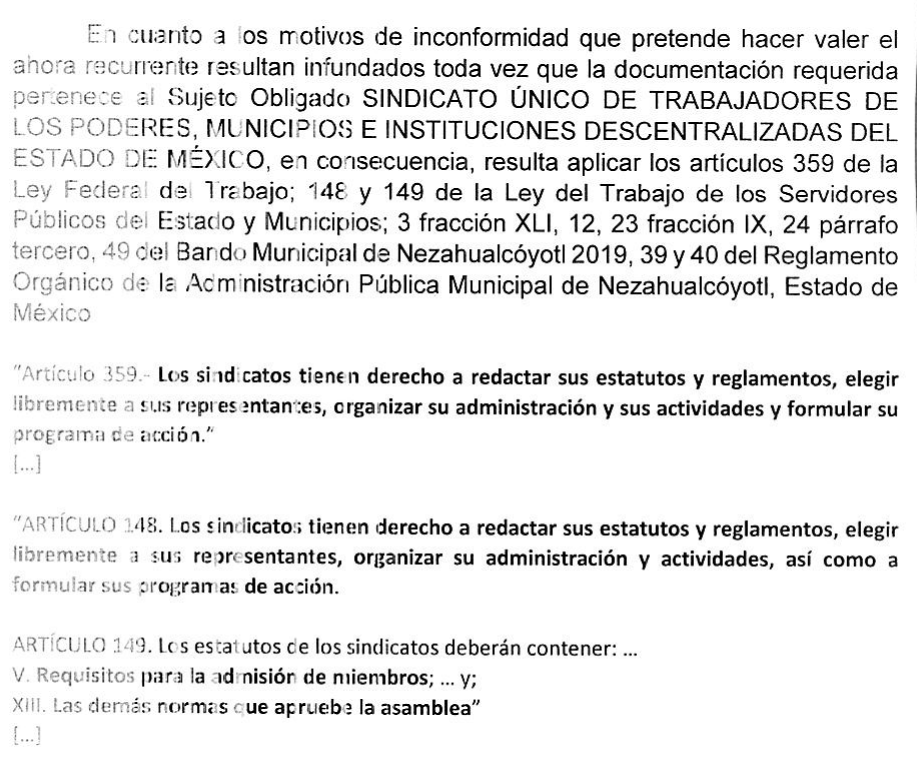 En cuanto a los motivos de inconformidad que pretende hacer valer el
ahora recurrente resultan infundados toda vez que la documentación requerida
pertenece al Sujeto Obligado SINDICATO ÚNICO DE TRABAJADORES DE
LOS PODERES, MUNICIPIOS E INSTITUCIONES DESCENTRALIZADAS DEL
ESTADO DE MÉXICO, en consecuencia, resulta aplicar los artículos 359 de la
Ley Federal del Trabajo; 148 y 149 de la Ley del Trabajo de los Servidores
Públicos del Estado y Municipios; 3 fracción XLI, 12, 23 fracción IX, 24 párrafo
tercero, 49 del Bando Municipal de Nezahualcóyotl 2019, 39 y 40 del Reglamento
Orgánico de la Administración Pública Municipal de Nezahualcóyotl, Estado de
México
"Artículo 359.- Los sindicatos tienen derecho a redactar sus estatutos y reglamentos, elegir
libremente a sus representantes, organizar su administración y sus actividades y formular su
programa de acción."
[...]
"ARTÍCULO 148. Los sindicatos tienen derecho a redactar sus estatutos y reglamentos, elegir
libremente a sus representantes, organizar su administración y actividades, así como a
formular sus programas de acción.
ARTÍCULO 149. Los estatutos de los sindicatos deberán contener: ...
V. Requisitos para la admisión de miembros; ... y;
XIII. Las demás normas que apruebe la asamblea"
[...]